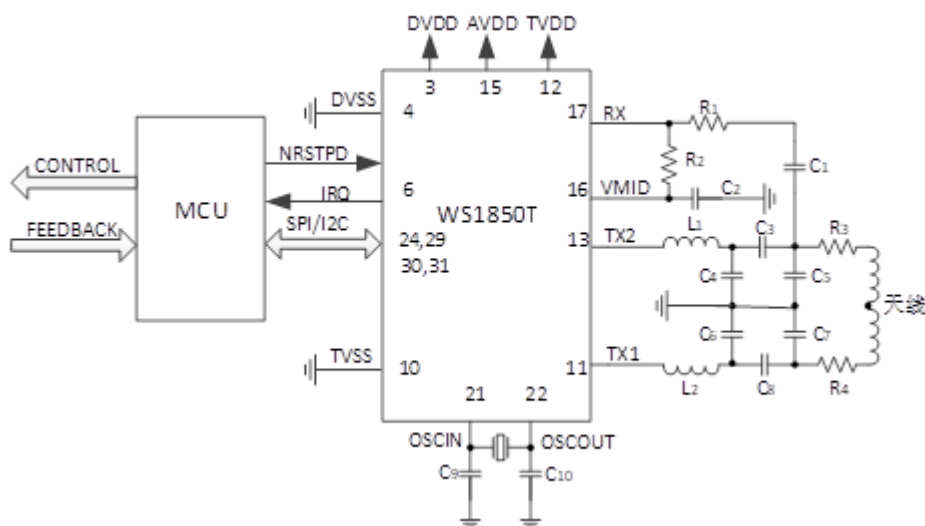 DVDD AVDD TVDD
3 15 12
DVSS 4
17 RX R1
CONTROL
NRSTPD
R2 C1
MCU
IRQ 6
16 VMID C2
WS1850T
FEEDBACK
SPI/I2C 24,29
30,31
13 TX2 L1 C3 R3
C4 C5
天线
C6 C7
TVSS 10
11 TX1 L2 C8 R4
21 22
OSCIN OSCOUT
C9 C10